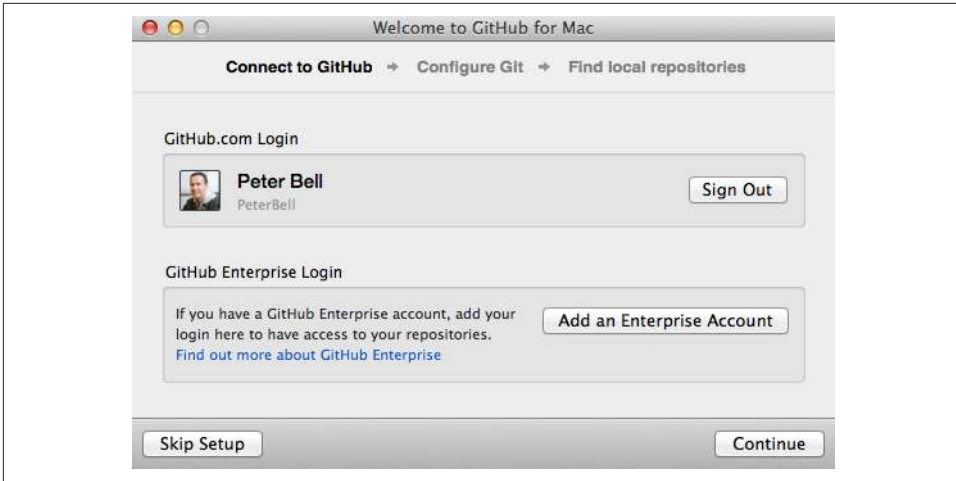 Welcome to GitHub for Mac
Connect to GitHub → Configure Git → Find local repositories
GitHub.com Login
Peter Bell
PeterBell
Sign Out
GitHub Enterprise Login
If you have a GitHub Enterprise account, add your
login here to have access to your repositories.
Find out more about GitHub Enterprise
Add an Enterprise Account
Skip Setup
Continue